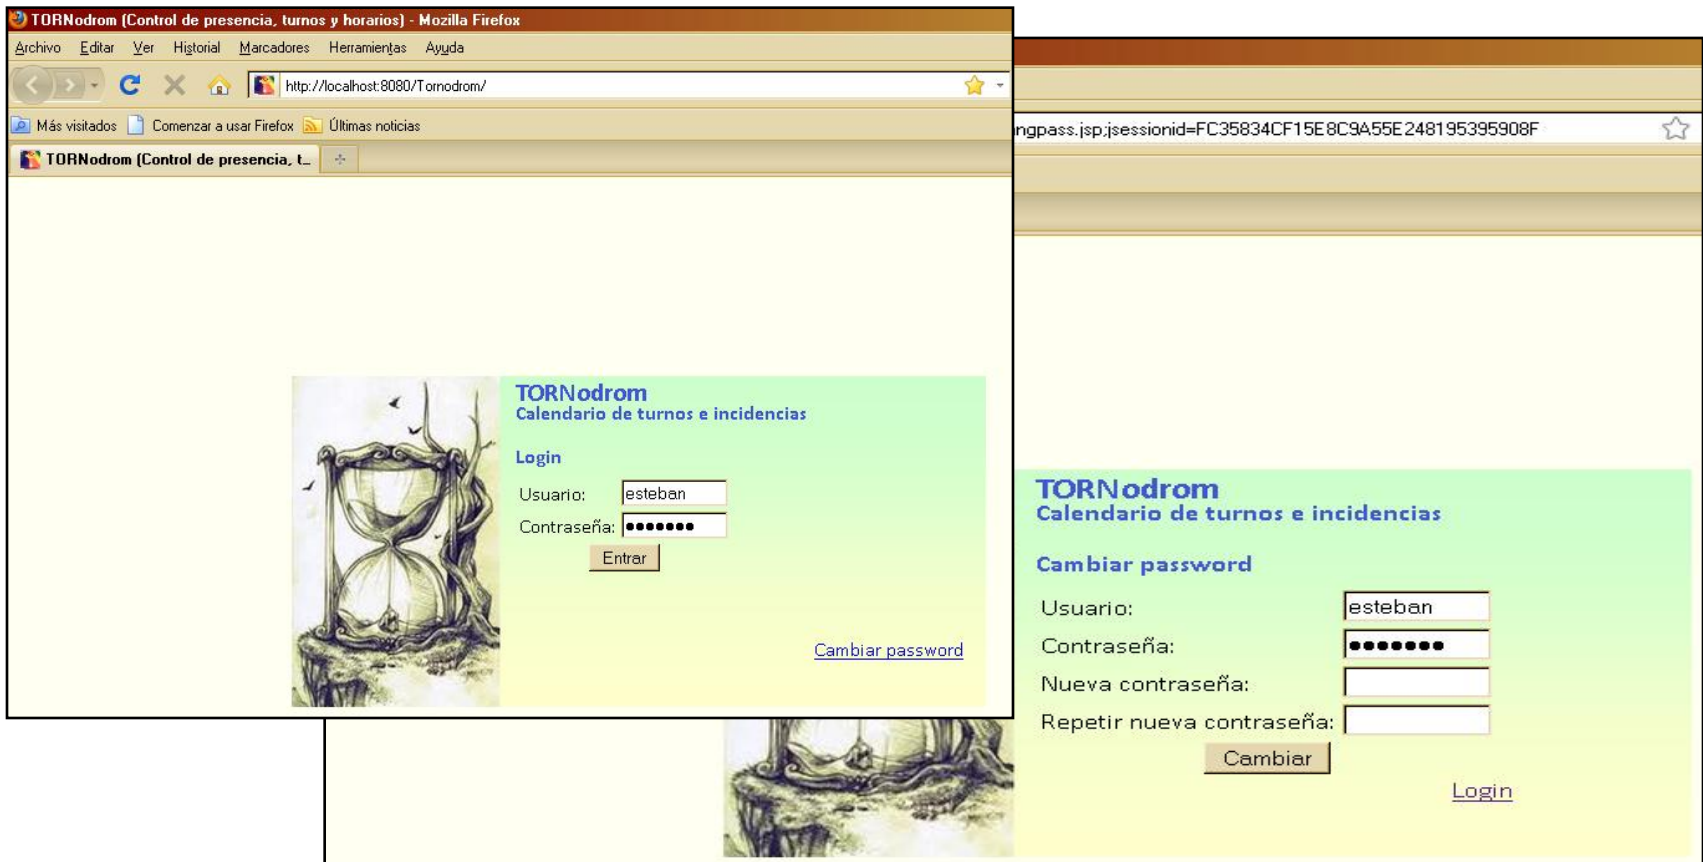 TORNodrom (Control de presencia, turnos y horarios) - Mozilla Firefox
Archivo Editar Ver Historial Marcadores Herramientas Ayuda
http://localhost:8080/Tornodrom/
Más visitados Comenzar a usar Firefox Últimas noticias
TORNodrom (Control de presencia, t...
TORNodrom
Calendario de turnos e incidencias
Login
Usuario: esteban
Contraseña: •••••••
Entrar
Cambiar password
ngpass.jsp;jsessionid=FC35834CF15E8C9A55E248195395908F
TORNodrom
Calendario de turnos e incidencias
Cambiar password
Usuario: esteban
Contraseña: •••••••
Nueva contraseña:
Repetir nueva contraseña:
Cambiar
Login